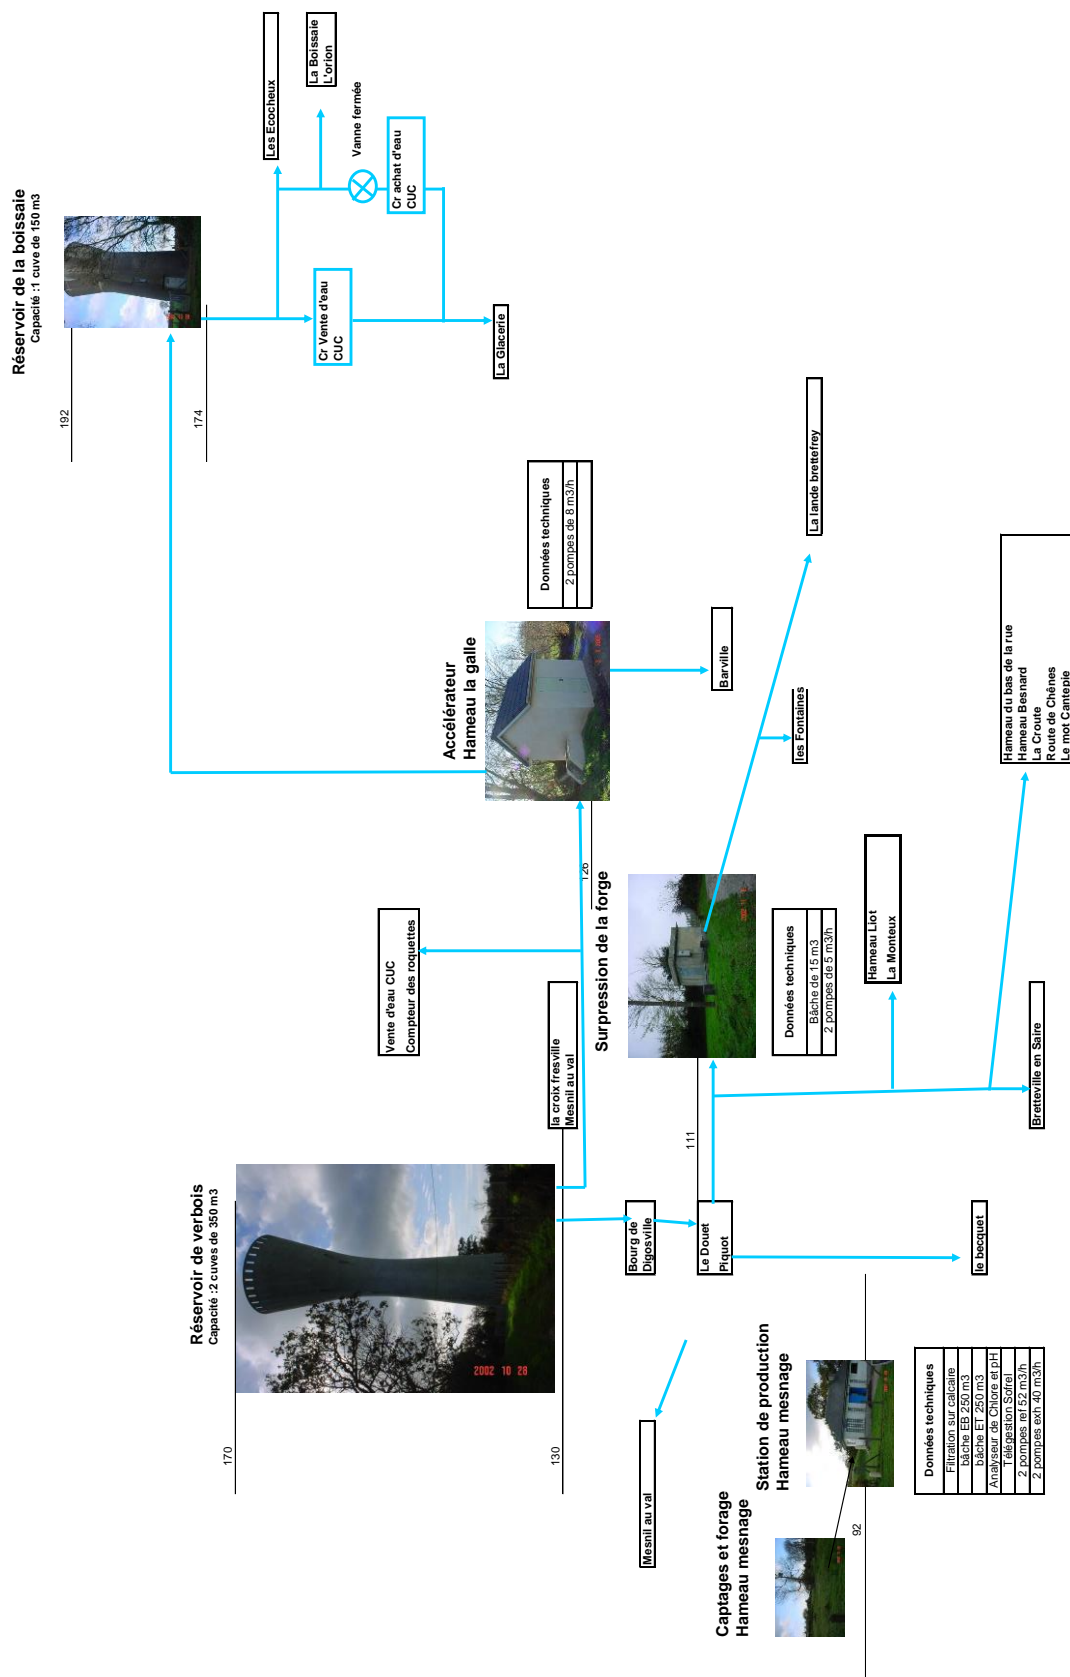 Réservoir de la boissaie
Capacité :1 cuve de 150 m3
192
174
Les Ecocheux
La Boissaie
L'orion
Vanne fermée
Cr achat d'eau
CUC
Cr Vente d'eau
CUC
La Glacerie
Accélérateur
Hameau la galle
126
Données techniques
2 pompes de 8 m3/h
Barville
Vente d'eau CUC
Compteur des roquettes
Réservoir de verbois
Capacité :2 cuves de 350 m3
170
130
2002 10 28
la croix fresville
Mesnil au val
Surpression de la forge
111
Données techniques
Bâche de 15 m3
2 pompes de 5 m3/h
La lande brettefrey
les Fontaines
Bourg de
Digosville
Le Douet
Piquot
Hameau Liot
La Monteux
Hameau du bas de la rue
Hameau Besnard
La Croute
Route de Chênes
Le mot Cantepie
Bretteville en Saire
le becquet
Mesnil au val
Station de production
Hameau mesnage
Captages et forage
Hameau mesnage
92
Données techniques
Filtration sur calcaire
bâche EB 250 m3
bâche ET 250 m3
Analyseur de Chlore et pH
Télégestion Sofrel
2 pompes ref 52 m3/h
2 pompes exh 40 m3/h